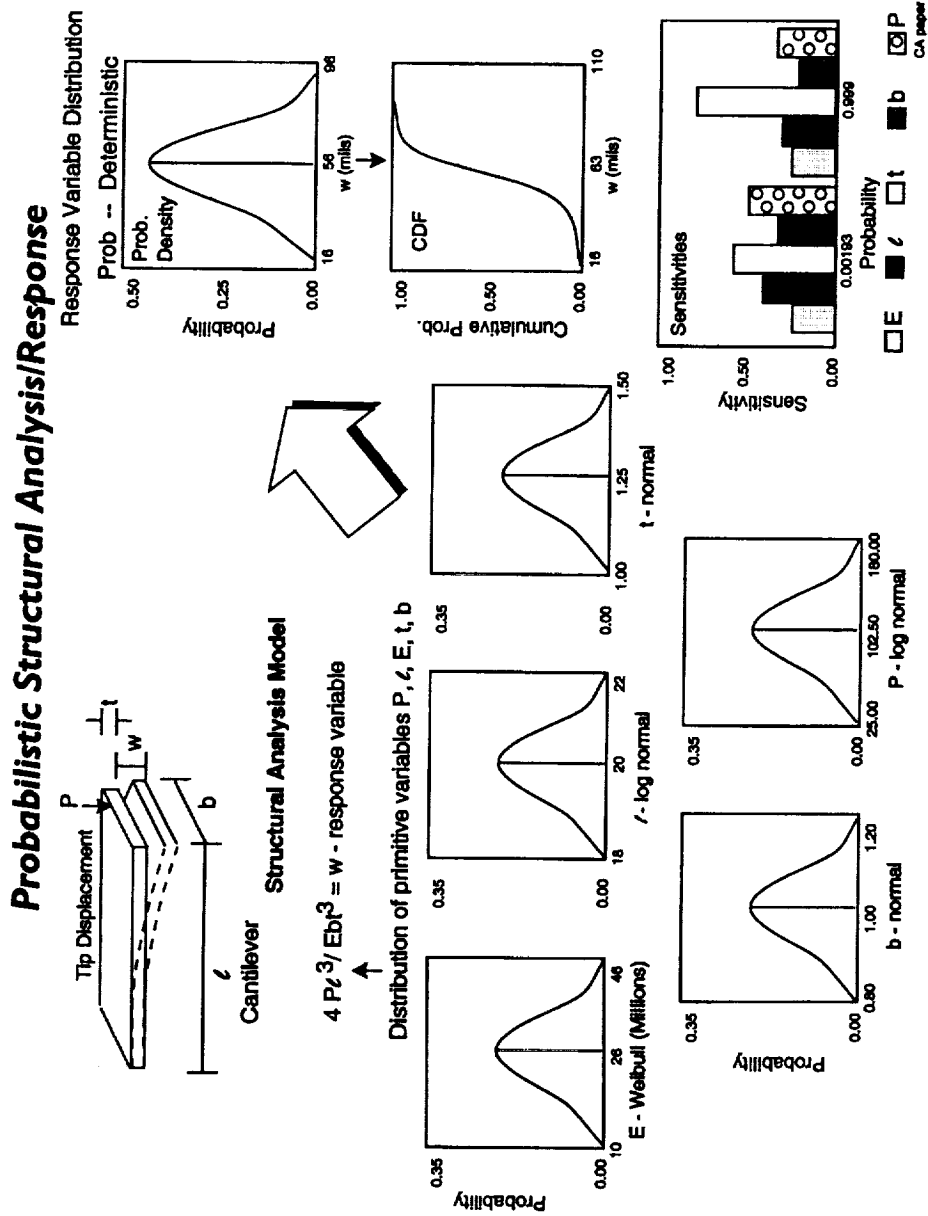 Probabilistic Structural Analysis/Response
Tip Displacement
P
t
w
b
ℓ
Cantilever
Structural Analysis Model
4 Pℓ³/ Ebt³ = w - response variable
Distribution of primitive variables P, ℓ, E, t, b
Probability
0.35
0.00
10
26
46
E - Weibull (Millions)
0.35
0.00
18
20
22
ℓ - log normal
0.35
0.00
1.00
1.25
1.50
t - normal
Probability
0.35
0.00
0.80
1.00
1.20
b - normal
0.35
0.00
25.00
102.50
180.00
P - log normal
Response Variable Distribution
Prob -- Deterministic
Probability
0.50
0.25
0.00
Prob.
Density
16
56
96
w (mils)
Cumulative Prob.
1.00
0.50
0.00
CDF
16
63
110
w (mils)
Sensitivity
1.00
0.50
0.00
Sensitivities
0.00193
0.999
Probability
E
ℓ
t
b
P
CA paper